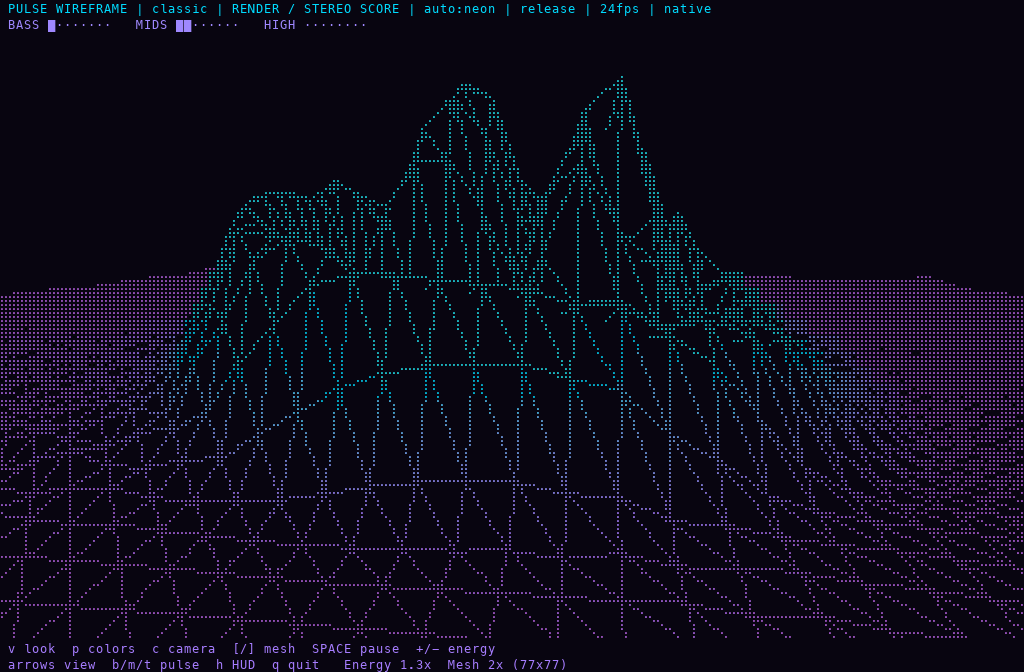 PULSE WIREFRAME | classic | RENDER / STEREO SCORE | auto:neon | release | 24fps | native
BASS █······· MIDS ██······ HIGH ········
v look p colors c camera [/] mesh SPACE pause +/− energy
arrows view b/m/t pulse h HUD q quit Energy 1.3x Mesh 2x (77x77)